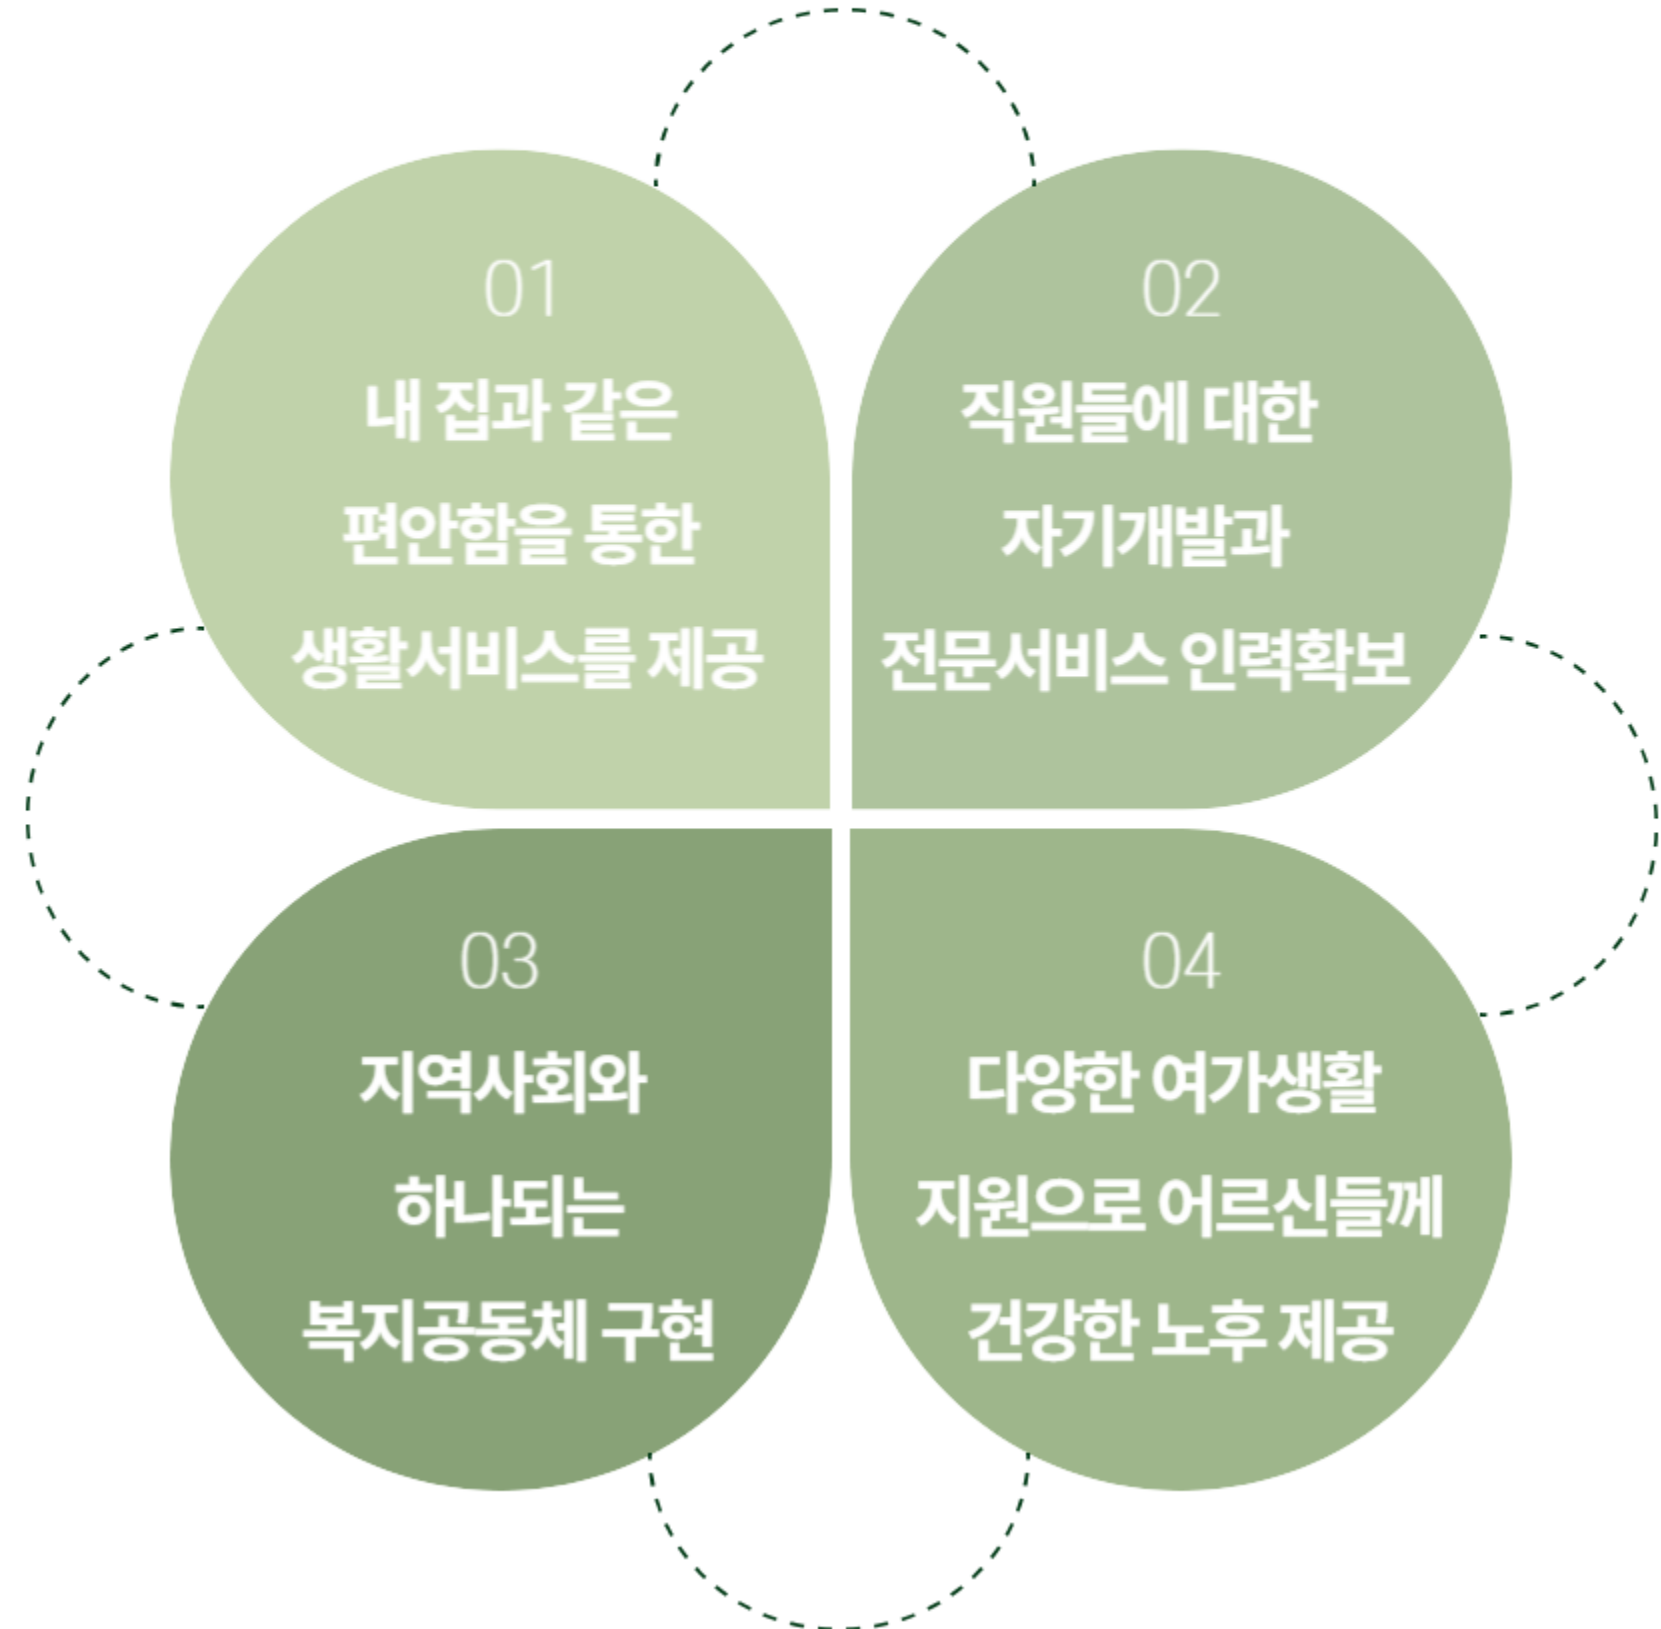 01
내 집과 같은
편안함을 통한
생활서비스를 제공
02
직원들에 대한
자기개발과
전문서비스 인력확보
03
지역사회와
하나되는
복지공동체 구현
04
다양한 여가생활
지원으로 어르신들께
건강한 노후 제공